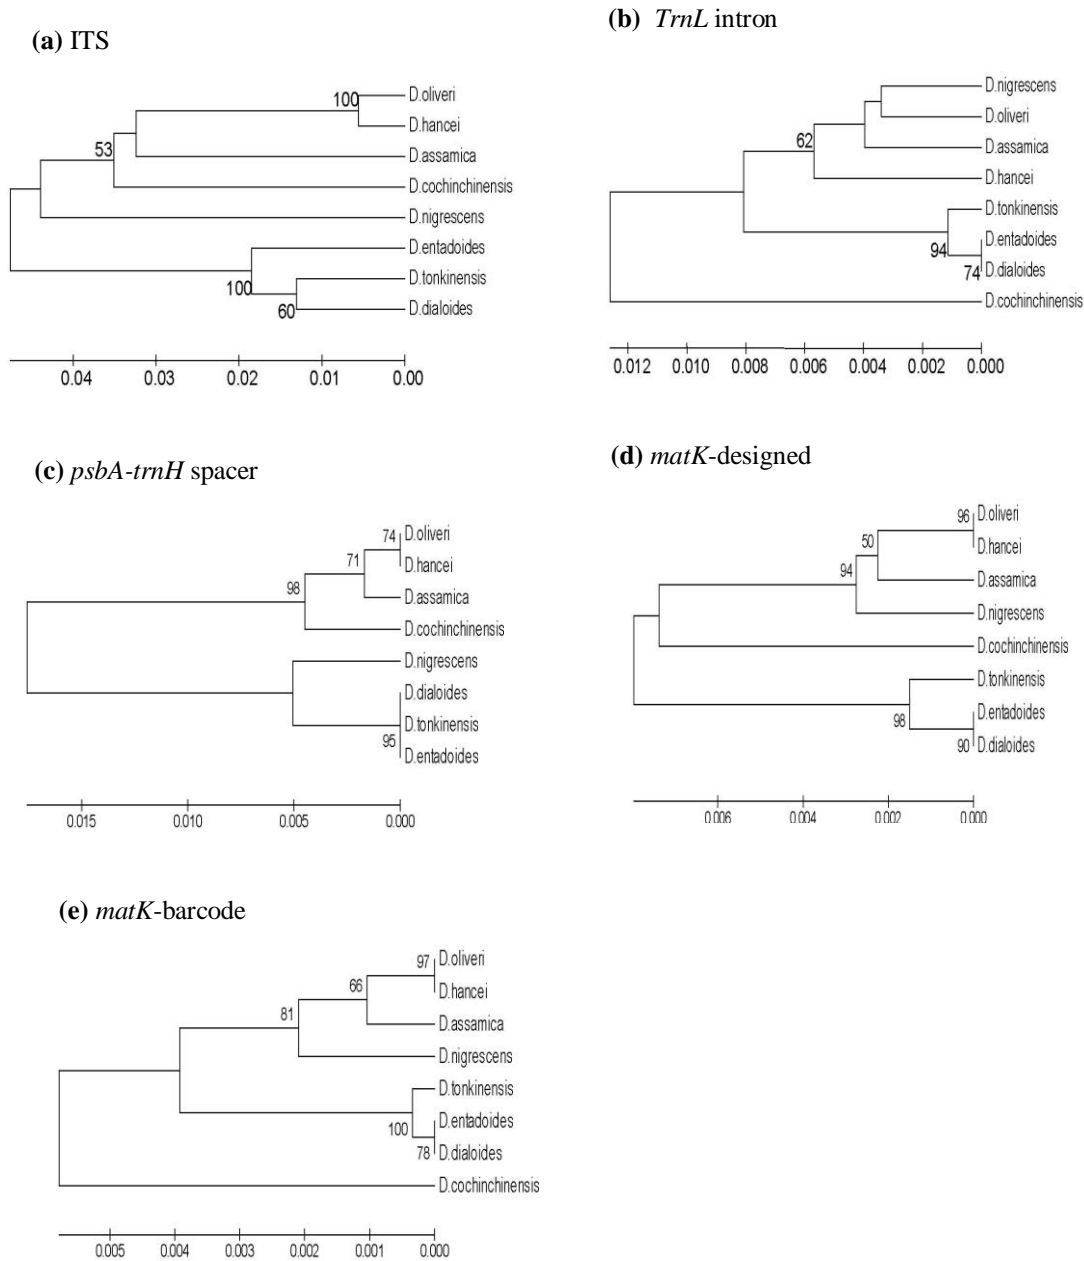 (a) ITS
100
D.oliveri
D.hancei
53
D.assamica
D.cochinchinensis
D.nigrescens
D.entadoides
100
D.tonkinensis
60
D.dialoides
0.04 0.03 0.02 0.01 0.00
(b) TrnL intron
D.nigrescens
D.oliveri
62
D.assamica
D.hancei
D.tonkinensis
D.entadoides
94
74
D.dialoides
D.cochinchinensis
0.012 0.010 0.008 0.006 0.004 0.002 0.000
(c) psbA-trnH spacer
74
D.oliveri
71
D.hancei
98
D.assamica
D.cochinchinensis
D.nigrescens
D.dialoides
D.tonkinensis
95
D.entadoides
0.015 0.010 0.005 0.000
(d) matK-designed
96
D.oliveri
50
D.hancei
94
D.assamica
D.nigrescens
D.cochinchinensis
D.tonkinensis
D.entadoides
98
90
D.dialoides
0.006 0.004 0.002 0.000
(e) matK-barcode
97
D.oliveri
66
D.hancei
81
D.assamica
D.nigrescens
D.tonkinensis
D.entadoides
100
78
D.dialoides
D.cochinchinensis
0.005 0.004 0.003 0.002 0.001 0.000